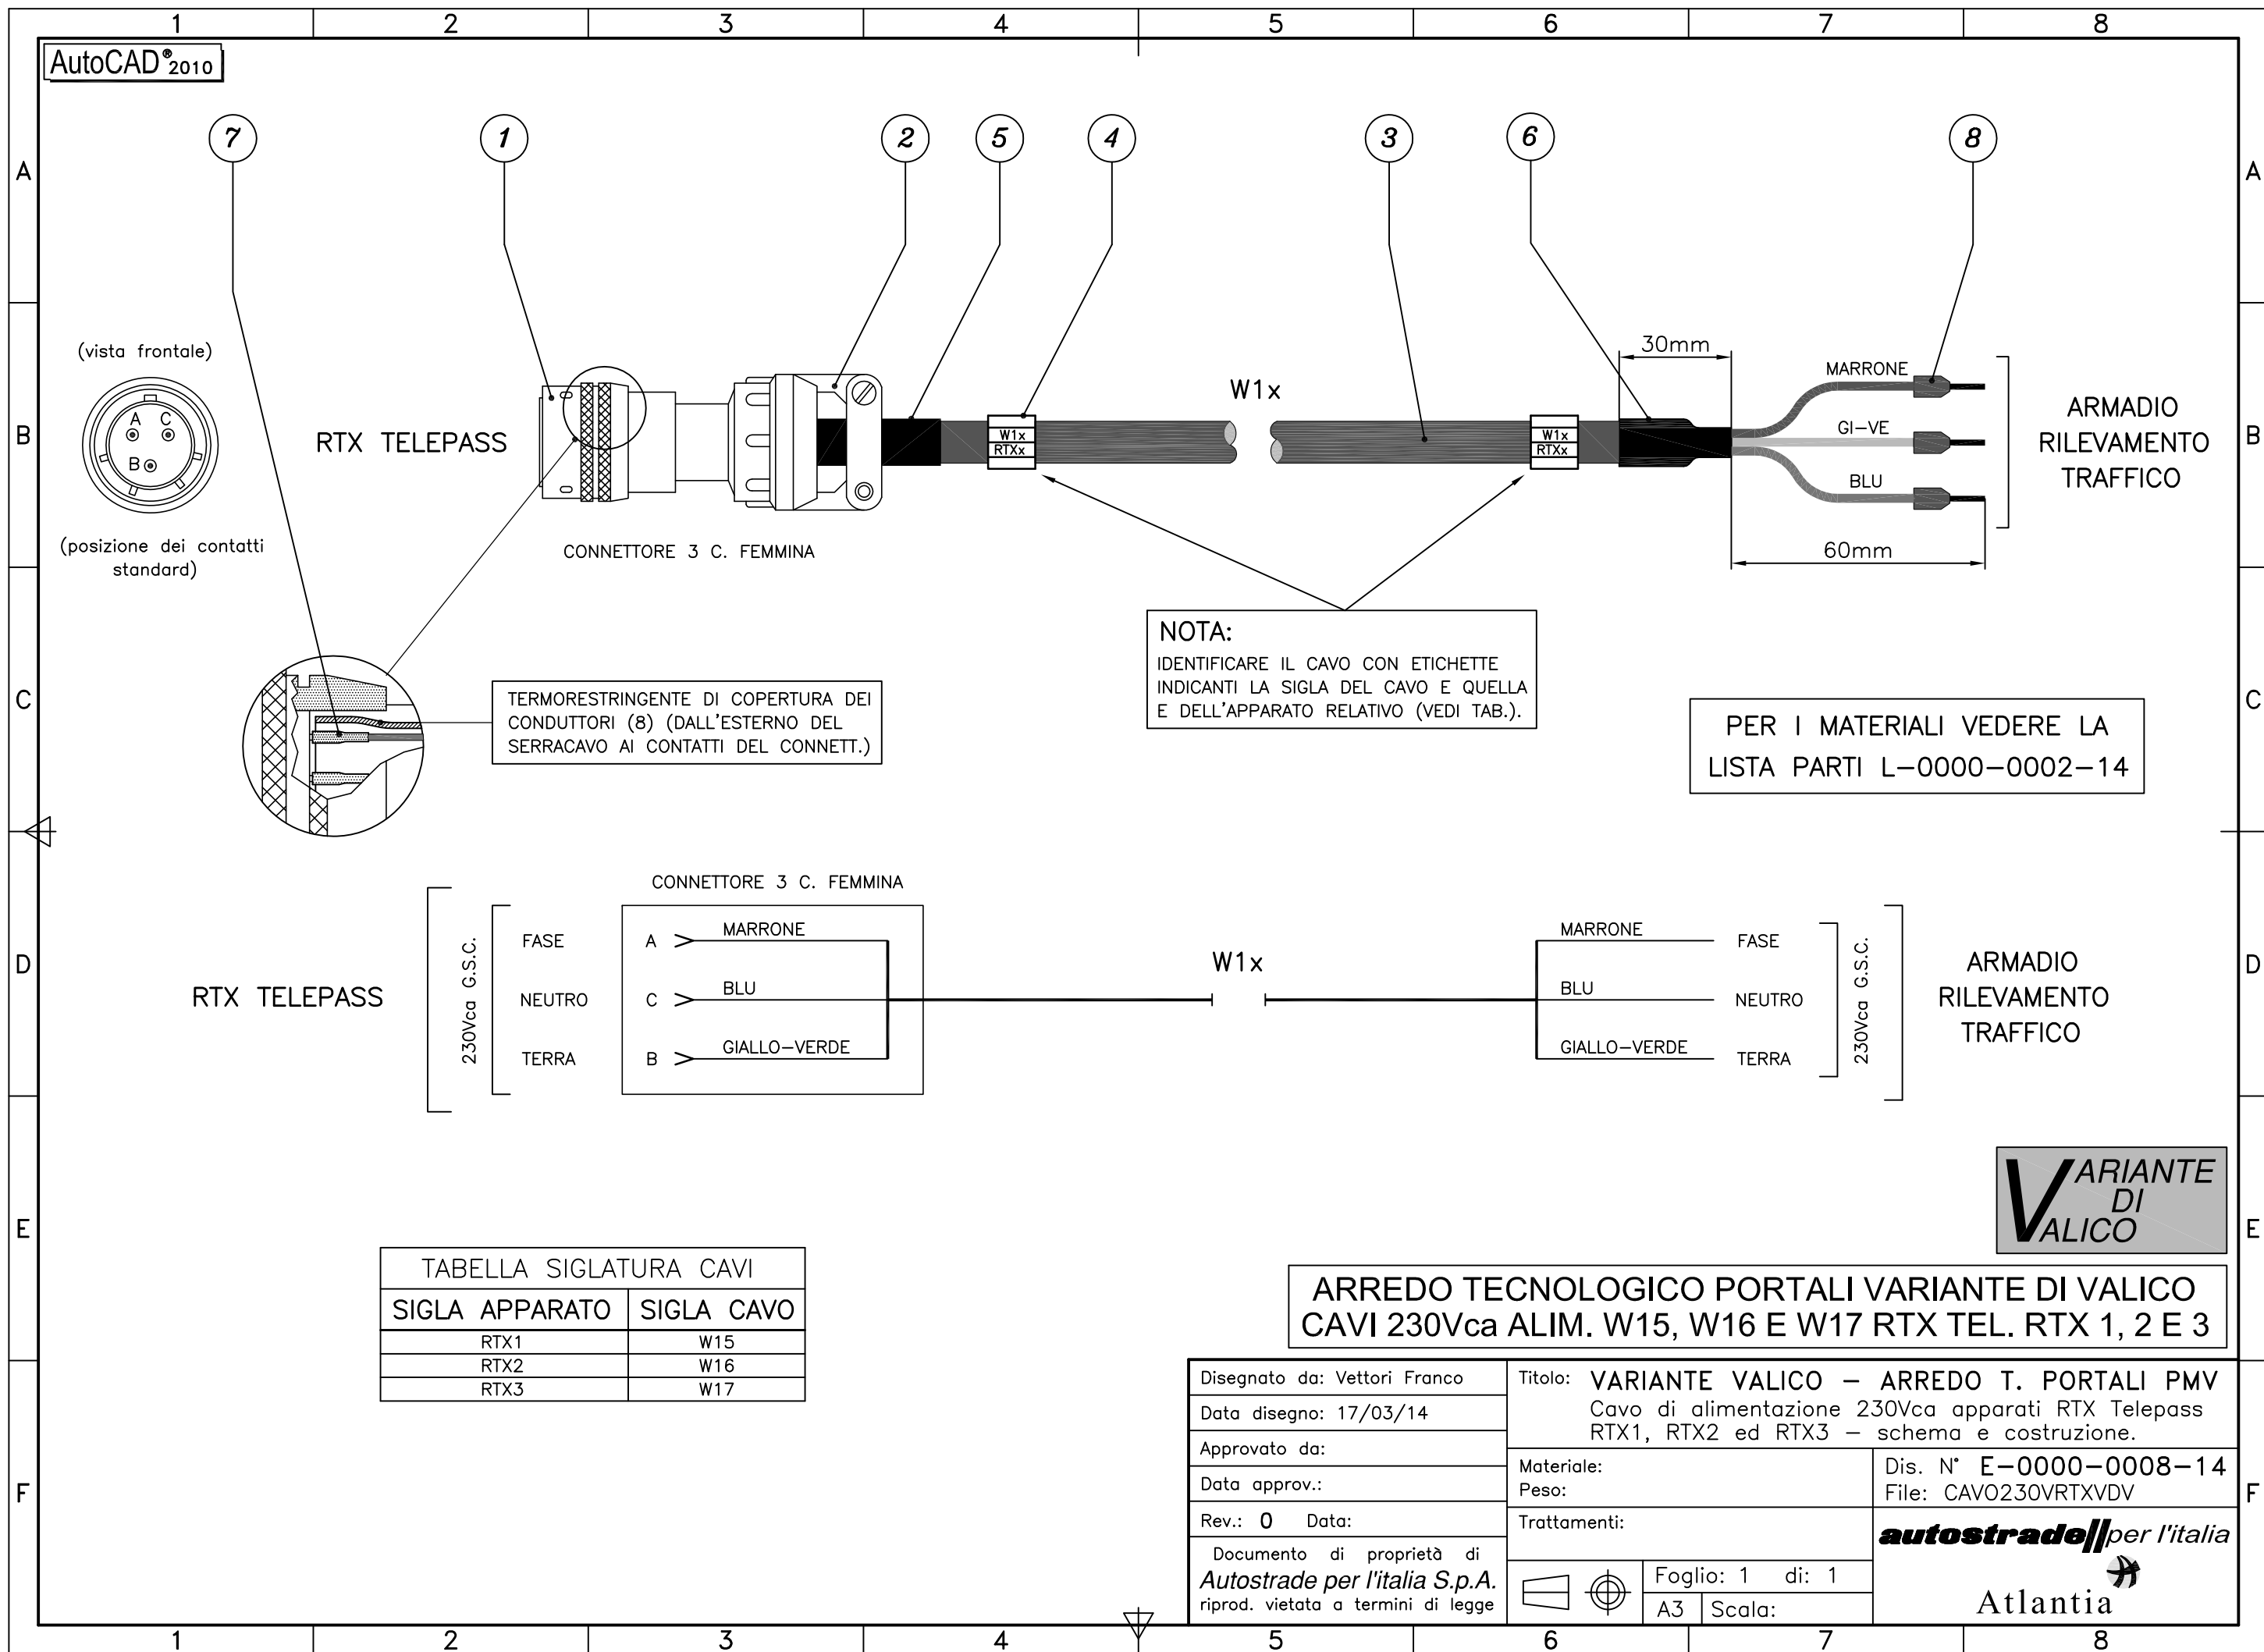 1 2 3 4 5 6 7 8
AutoCAD®2010
7 1 2 5 4 3 6 8
A A
(vista frontale)
A C
B
(posizione dei contatti
standard)
RTX TELEPASS
CONNETTORE 3 C. FEMMINA
W1x
RTXx
W1x
W1x
RTXx
30mm
MARRONE
GI-VE
BLU
60mm
ARMADIO
RILEVAMENTO
TRAFFICO
B B
NOTA:
IDENTIFICARE IL CAVO CON ETICHETTE
INDICANTI LA SIGLA DEL CAVO E QUELLA
E DELL'APPARATO RELATIVO (VEDI TAB.).
TERMORESTRINGENTE DI COPERTURA DEI
CONDUTTORI (8) (DALL'ESTERNO DEL
SERRACAVO AI CONTATTI DEL CONNETT.)
C C
PER I MATERIALI VEDERE LA
LISTA PARTI L-0000-0002-14
CONNETTORE 3 C. FEMMINA
RTX TELEPASS
230Vca G.S.C.
FASE A MARRONE
NEUTRO C BLU
TERRA B GIALLO-VERDE
W1x
MARRONE FASE
BLU NEUTRO
GIALLO-VERDE TERRA
230Vca G.S.C.
ARMADIO
RILEVAMENTO
TRAFFICO
D D
VARIANTE
DI
VALICO
E E
TABELLA SIGLATURA CAVI
SIGLA APPARATO SIGLA CAVO
RTX1 W15
RTX2 W16
RTX3 W17
ARREDO TECNOLOGICO PORTALI VARIANTE DI VALICO
CAVI 230Vca ALIM. W15, W16 E W17 RTX TEL. RTX 1, 2 E 3
Disegnato da: Vettori Franco
Data disegno: 17/03/14
Approvato da:
Data approv.:
Rev.: 0 Data:
Documento di proprietà di
Autostrade per l'italia S.p.A.
riprod. vietata a termini di legge
Titolo: VARIANTE VALICO - ARREDO T. PORTALI PMV
Cavo di alimentazione 230Vca apparati RTX Telepass
RTX1, RTX2 ed RTX3 - schema e costruzione.
Materiale:
Peso:
Dis. N° E-0000-0008-14
File: CAVO230VRTXVDV
Trattamenti:
Foglio: 1 di: 1
A3 Scala:
autostrade//per l'italia
Atlantia
F F
1 2 3 4 5 6 7 8